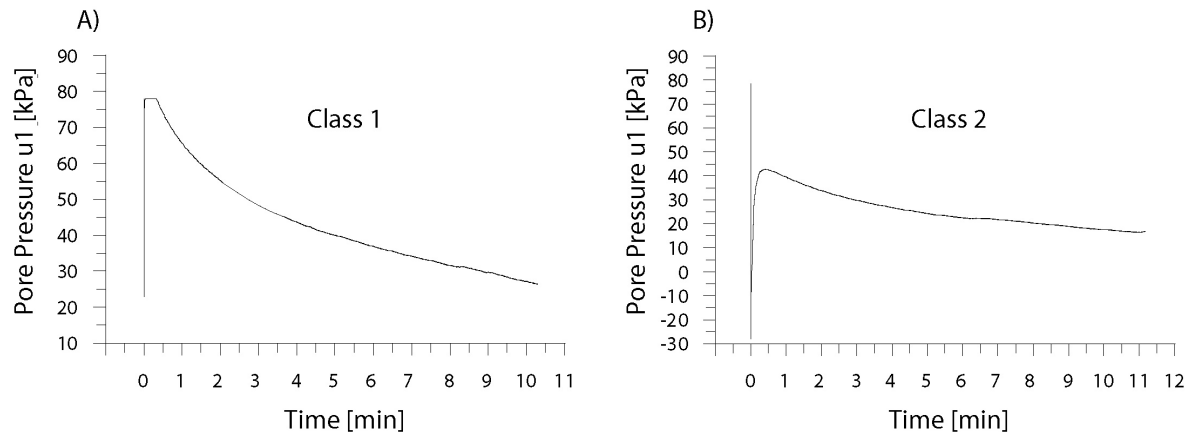 A)
Pore Pressure u1 [kPa]
90
80
70
60
50
40
30
20
10
Class 1
0 1 2 3 4 5 6 7 8 9 10 11
Time [min]
B)
Pore Pressure u1 [kPa]
90
80
70
60
50
40
30
20
10
0
-10
-20
-30
Class 2
0 1 2 3 4 5 6 7 8 9 10 11 12
Time [min]